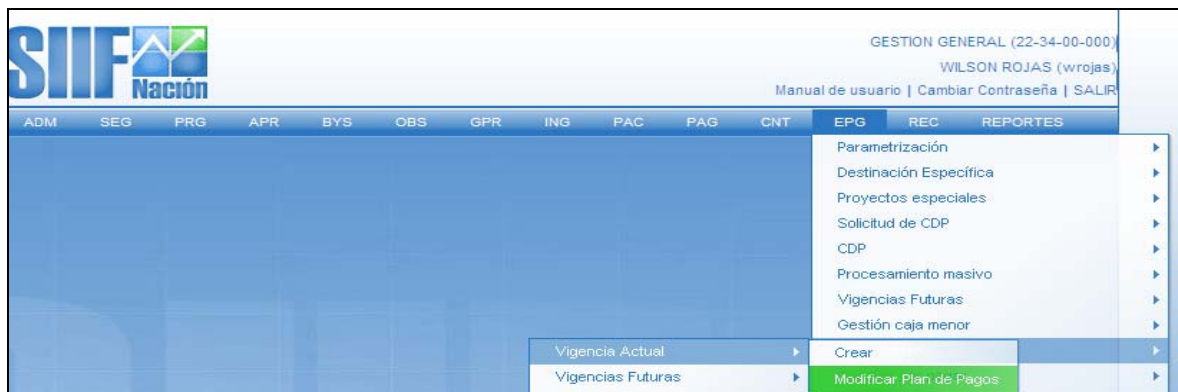 SIIF Nación
GESTION GENERAL (22-34-00-000)
WILSON ROJAS (wrojas)
Manual de usuario | Cambiar Contraseña | SALIR
ADM SEG PRG APR BYS OBS GPR ING PAC PAG CNT EPG REC REPORTES
Parametrización
Destinación Específica
Proyectos especiales
Solicitud de CDP
CDP
Procesamiento masivo
Vigencias Futuras
Gestión caja menor
Vigencia Actual
Crear
Vigencias Futuras
Modificar Plan de Pagos